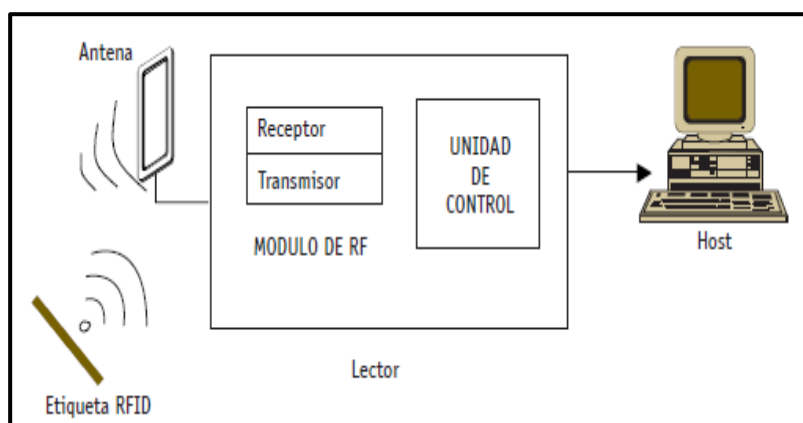 Antena
Receptor
Transmisor
MODULO DE RF
UNIDAD
DE
CONTROL
Host
Lector
Etiqueta RFID